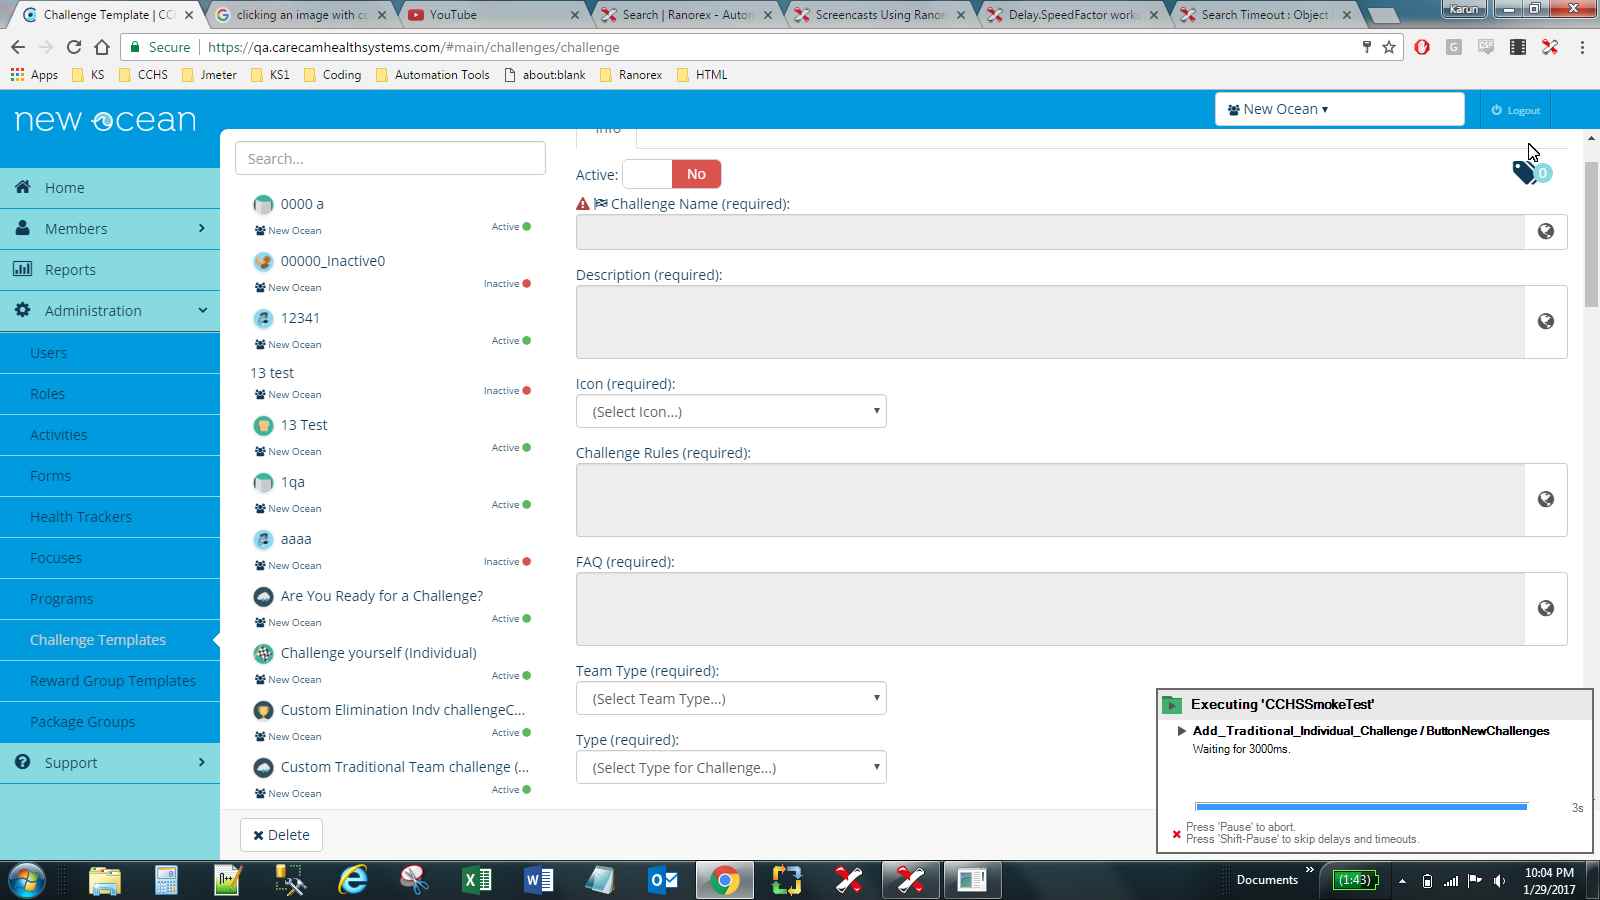 Challenge Template | CC
clicking an image with co
YouTube
Search | Ranorex - Auton
Screencasts Using Ranor
Delay.SpeedFactor work
Search Timeout : Object
Karun
Secure
https://qa.carecamhealthsystems.com/#main/challenges/challenge
Apps
KS
CCHS
Jmeter
KS1
Coding
Automation Tools
about:blank
Ranorex
HTML
new ocean
New Ocean ▾
Logout
Home
Members
Reports
Administration
Users
Roles
Activities
Forms
Health Trackers
Focuses
Programs
Challenge Templates
Reward Group Templates
Package Groups
Support
Search...
0000 a
New Ocean
Active
00000_Inactive0
New Ocean
Inactive
12341
New Ocean
Active
13 test
New Ocean
Inactive
13 Test
New Ocean
Active
1qa
New Ocean
Active
aaaa
New Ocean
Inactive
Are You Ready for a Challenge?
New Ocean
Active
Challenge yourself (Individual)
New Ocean
Active
Custom Elimination Indv challengeC...
New Ocean
Active
Custom Traditional Team challenge (...
New Ocean
Active
Delete
Info
Active:
No
0
Challenge Name (required):
Description (required):
Icon (required):
(Select Icon...)
Challenge Rules (required):
FAQ (required):
Team Type (required):
(Select Team Type...)
Type (required):
(Select Type for Challenge...)
Executing 'CCHSSmokeTest'
Add_Traditional_Individual_Challenge / ButtonNewChallenges
Waiting for 3000ms.
3s
Press 'Pause' to abort.
Press 'Shift-Pause' to skip delays and timeouts.
Documents
(1:43)
10:04 PM
1/29/2017